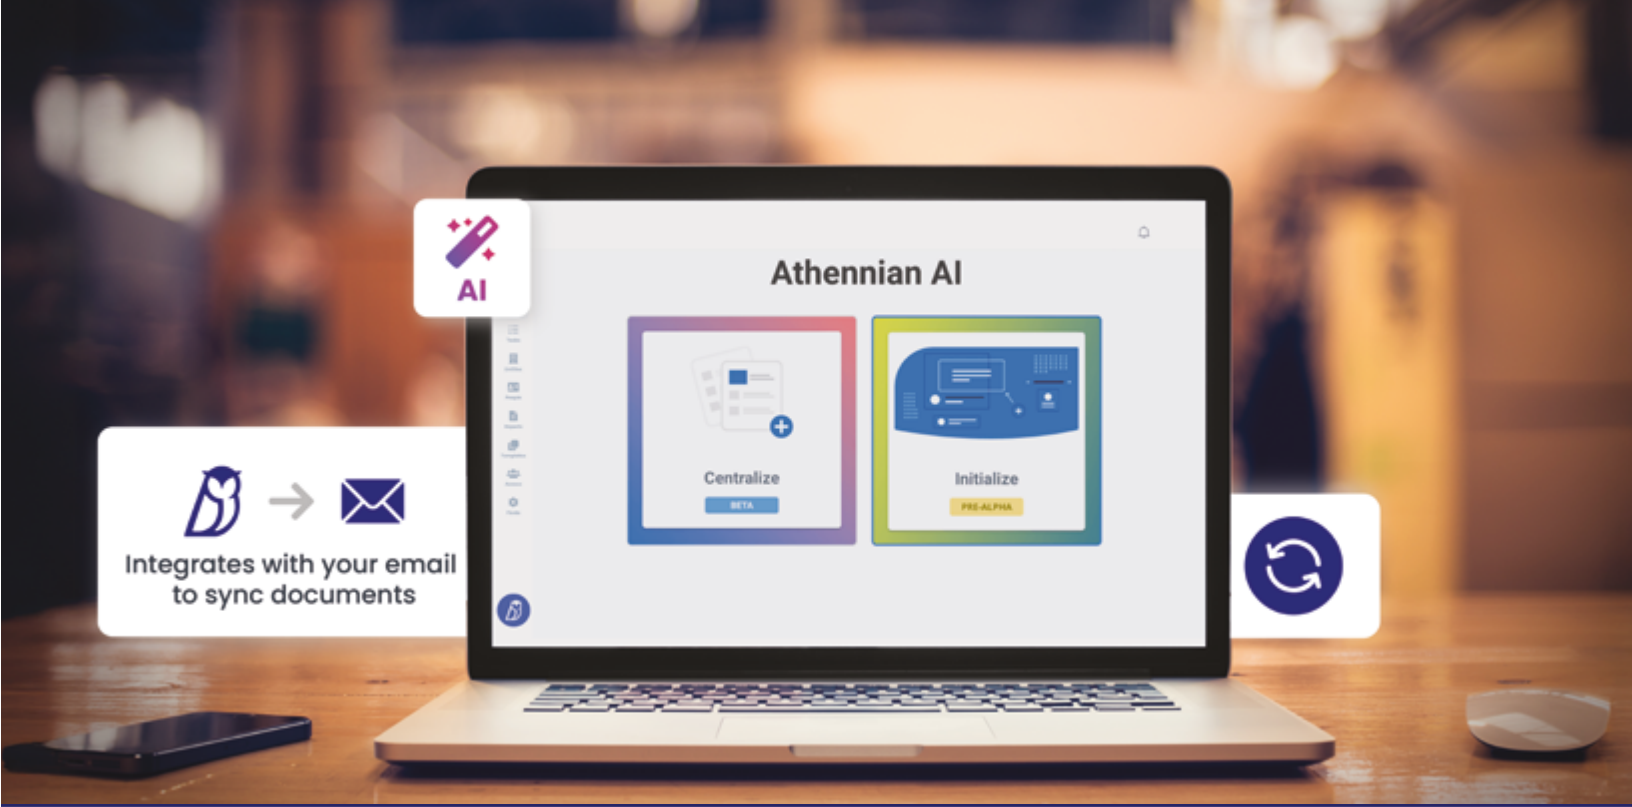 AI
Athennian AI
Centralize
BETA
Initialize
PRE-ALPHA
Integrates with your email
to sync documents